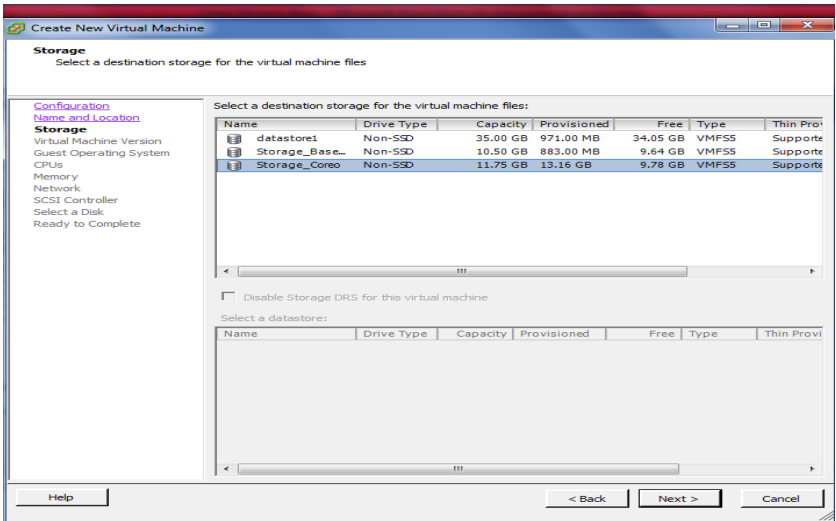 Create New Virtual Machine
Storage
Select a destination storage for the virtual machine files
Configuration
Name and Location
Storage
Virtual Machine Version
Guest Operating System
CPUs
Memory
Network
SCSI Controller
Select a Disk
Ready to Complete
Select a destination storage for the virtual machine files:
Name Drive Type Capacity Provisioned Free Type Thin Prov
datastore1 Non-SSD 35.00 GB 971.00 MB 34.05 GB VMFS5 Supporte
Storage_Base... Non-SSD 10.50 GB 883.00 MB 9.64 GB VMFS5 Supporte
Storage_Coreo Non-SSD 11.75 GB 13.16 GB 9.78 GB VMFS5 Supporte
Disable Storage DRS for this virtual machine
Select a datastore:
Name Drive Type Capacity Provisioned Free Type Thin Provi
Help < Back Next > Cancel